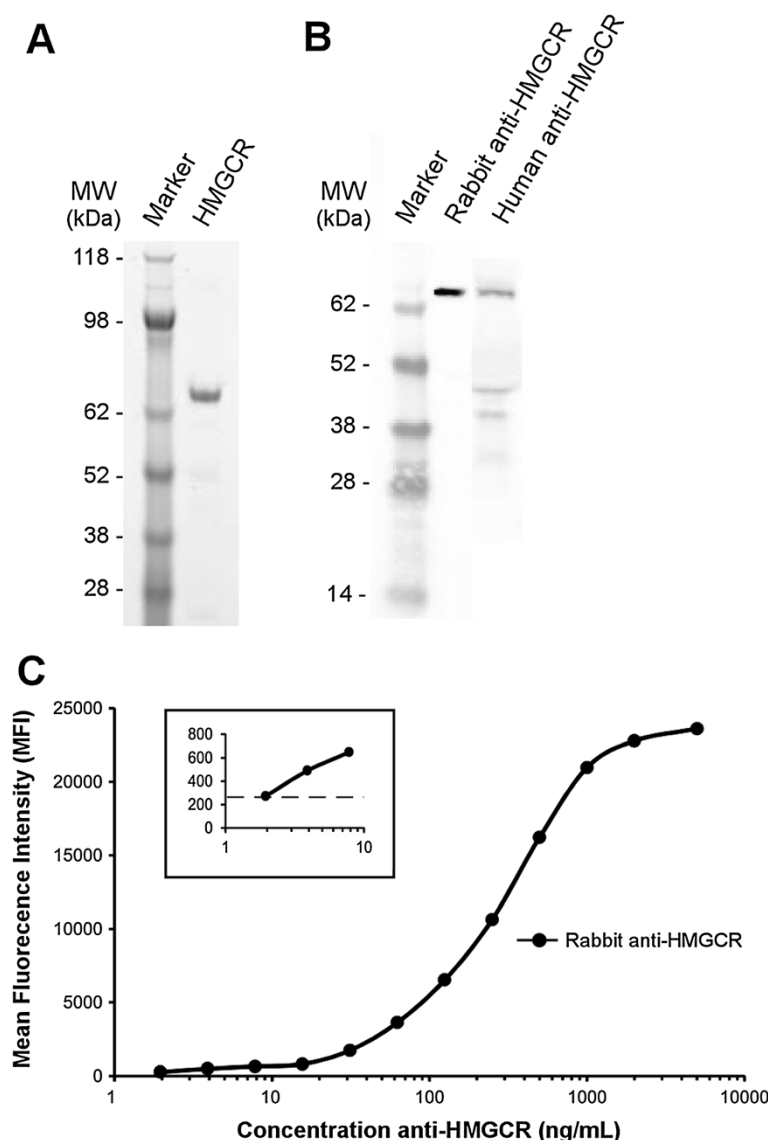 A
MW
(kDa)
Marker
HMGCR
118 -
98 -
62 -
52 -
38 -
28 -
B
MW
(kDa)
Marker
Rabbit anti-HMGCR
Human anti-HMGCR
62 -
52 -
38 -
28 -
14 -
C
Mean Fluorecence Intensity (MFI)
25000
20000
15000
10000
5000
0
800
600
400
200
0
1 10
Rabbit anti-HMGCR
1 10 100 1000 10000
Concentration anti-HMGCR (ng/mL)